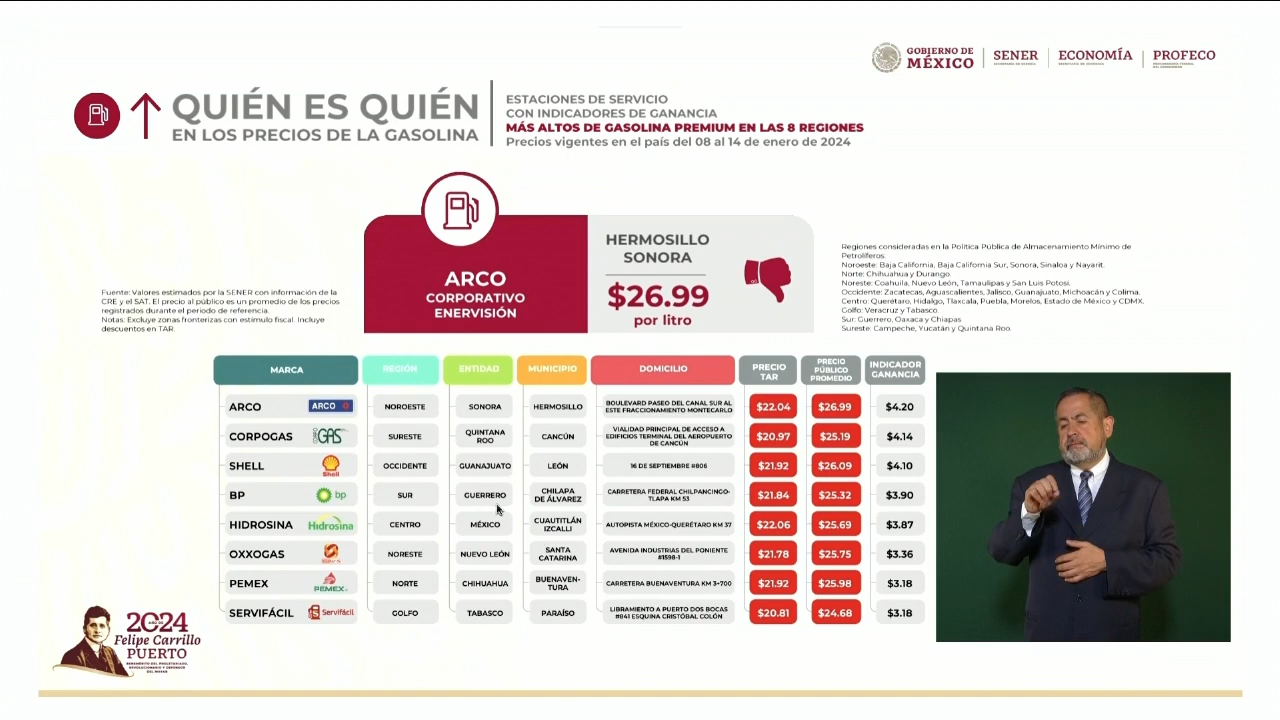 GOBIERNO DE
MÉXICO
SENER
ECONOMÍA
PROFECO
QUIÉN ES QUIÉN
EN LOS PRECIOS DE LA GASOLINA
ESTACIONES DE SERVICIO
CON INDICADORES DE GANANCIA
MÁS ALTOS DE GASOLINA PREMIUM EN LAS 8 REGIONES
Precios vigentes en el país del 08 al 14 de enero de 2024
ARCO
CORPORATIVO
ENERVISIÓN
HERMOSILLO
SONORA
$26.99
por litro
Fuente: Valores estimados por la SENER con información de la
CRE y el SAT. El precio al público es un promedio de los precios
registrados durante el periodo de referencia.
Notas: Excluye zonas fronterizas con estímulo fiscal. Incluye
descuentos en TAR.
Regiones consideradas en la Política Pública de Almacenamiento Mínimo de
Petrolíferos.
Noroeste: Baja California, Baja California Sur, Sonora, Sinaloa y Nayarit.
Norte: Chihuahua y Durango.
Noreste: Coahuila, Nuevo León, Tamaulipas y San Luis Potosí.
Occidente: Zacatecas, Aguascalientes, Jalisco, Guanajuato, Michoacán y Colima.
Centro: Querétaro, Hidalgo, Tlaxcala, Puebla, Morelos, Estado de México y CDMX.
Golfo: Veracruz y Tabasco.
Sur: Guerrero, Oaxaca y Chiapas
Sureste: Campeche, Yucatán y Quintana Roo.
MARCA REGIÓN ENTIDAD MUNICIPIO DOMICILIO PRECIO TAR PRECIO PÚBLICO PROMEDIO INDICADOR GANANCIA
ARCO ARCO NOROESTE SONORA HERMOSILLO BOULEVARD PASEO DEL CANAL SUR AL ESTE FRACCIONAMIENTO MONTECARLO $22.04 $26.99 $4.20
CORPOGAS CORPO GAS SURESTE QUINTANA ROO CANCÚN VIALIDAD PRINCIPAL DE ACCESO A EDIFICIOS TERMINAL DEL AEROPUERTO DE CANCÚN $20.97 $25.19 $4.14
SHELL Shell OCCIDENTE GUANAJUATO LEÓN 16 DE SEPTIEMPRE #806 $21.92 $26.09 $4.10
BP bp SUR GUERRERO CHILAPA DE ÁLVAREZ CARRETERA FEDERAL CHILPANCINGO-TLAPA KM 53 $21.84 $25.32 $3.90
HIDROSINA Hidrosina CENTRO MÉXICO CUAUTITLÁN IZCALLI AUTOPISTA MÉXICO-QUERÉTARO KM 37 $22.06 $25.69 $3.87
OXXOGAS NORESTE NUEVO LEÓN SANTA CATARINA AVENIDA INDUSTRIAS DEL PONIENTE #1598-1 $21.78 $25.75 $3.36
PEMEX PEMEX NORTE CHIHUAHUA BUENAVEN-TURA CARRETERA BUENAVENTURA KM 3+700 $21.92 $25.98 $3.18
SERVIFÁCIL Servifácil GOLFO TABASCO PARAÍSO LIBRAMIENTO A PUERTO DOS BOCAS #841 ESQUINA CRISTÓBAL COLÓN $20.81 $24.68 $3.18
2024
Felipe Carrillo
PUERTO
BENEMÉRITO DEL PROLETARIADO,
REVOLUCIONARIO Y DEFENSOR
DEL MAYAB